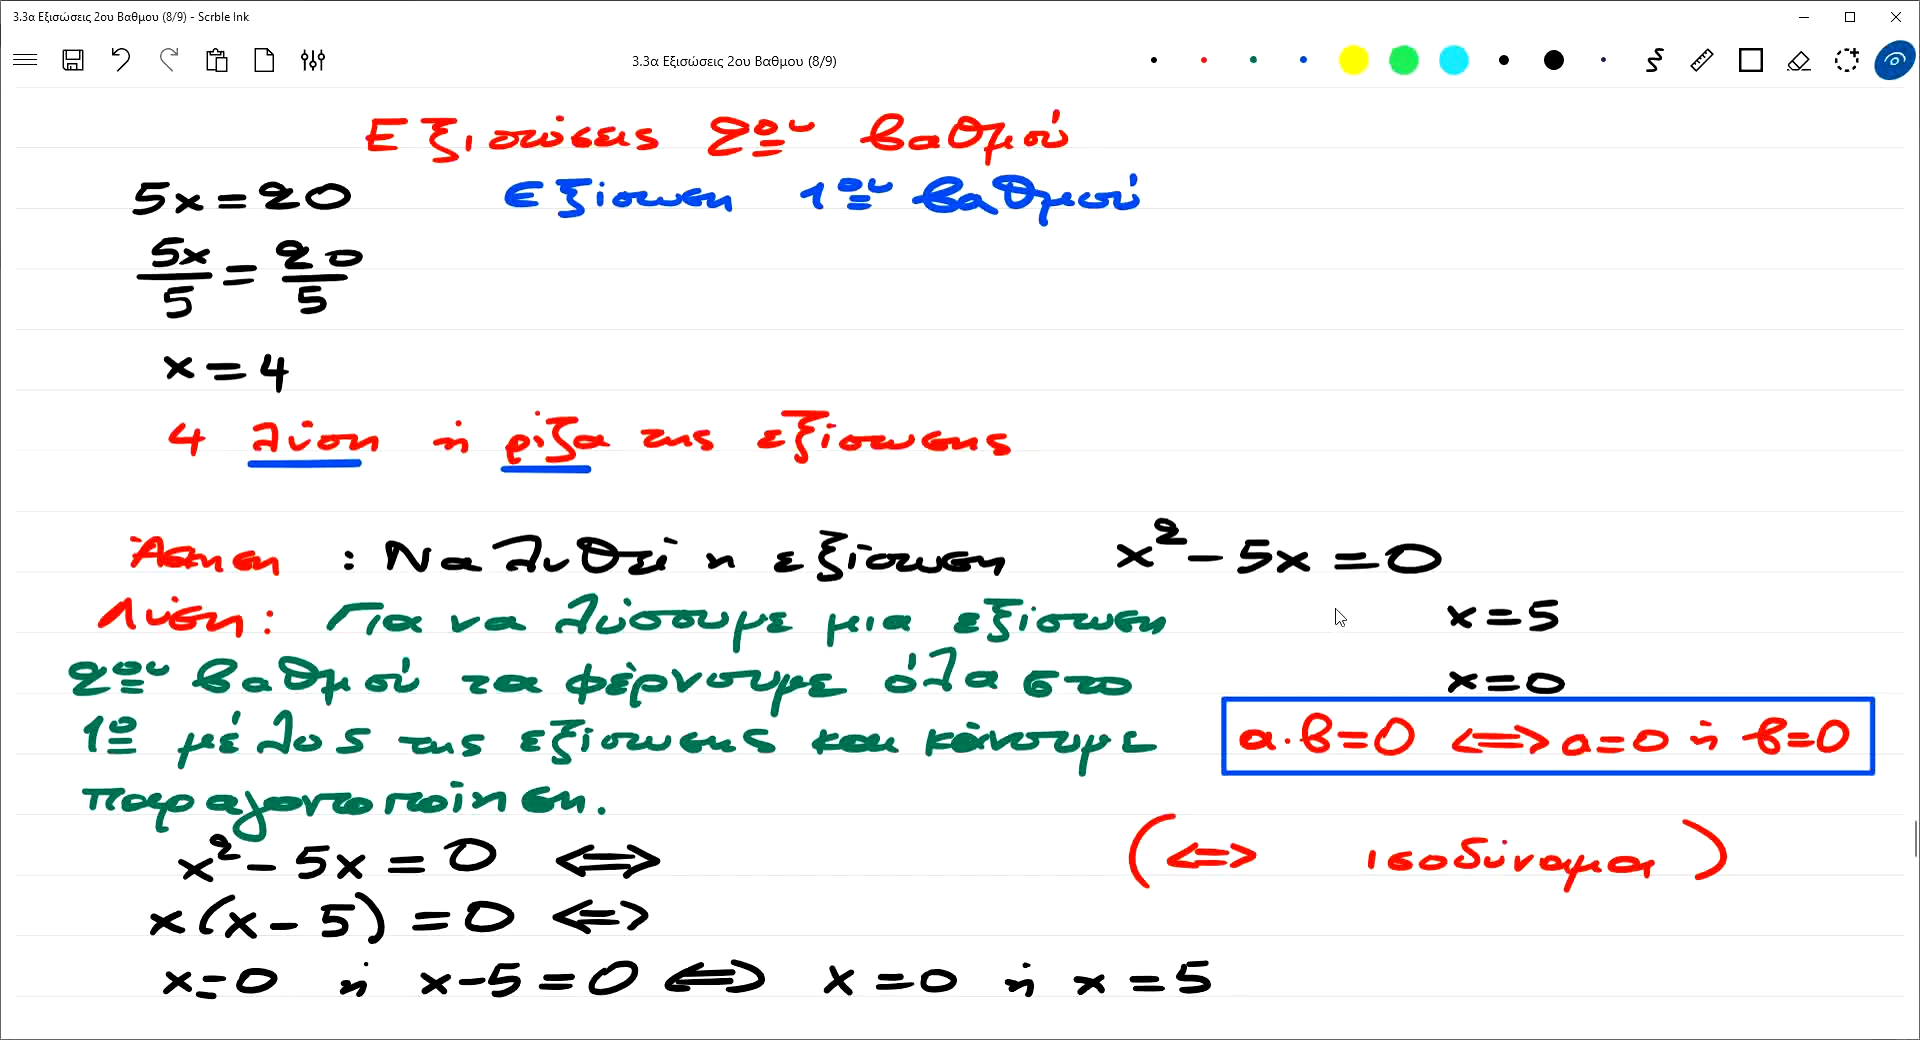 3.3α Εξισώσεις 2ου Βαθμου (8/9) - Scrble Ink
3.3α Εξισώσεις 2ου Βαθμου (8/9)
Εξισώσεις 2ου βαθμού
5x = 20 Εξίσωση 1ου βαθμού
5x/5 = 20/5
x = 4
4 λύση ή ρίζα της εξίσωσης
Άσκηση : Να λυθεί η εξίσωση x² - 5x = 0
Λύση: Για να λύσουμε μια εξίσωση x = 5
2ου βαθμού τα φέρνουμε όλα στο x = 0
1ο μέλος της εξίσωσης και κάνουμε α·β=0 ⟺ α=0 ή β=0
παραγοντοποίηση.
x² - 5x = 0 ⟺ (⟺ ισοδύναμα)
x(x - 5) = 0 ⟺
x=0 ή x-5=0 ⟺ x=0 ή x=5